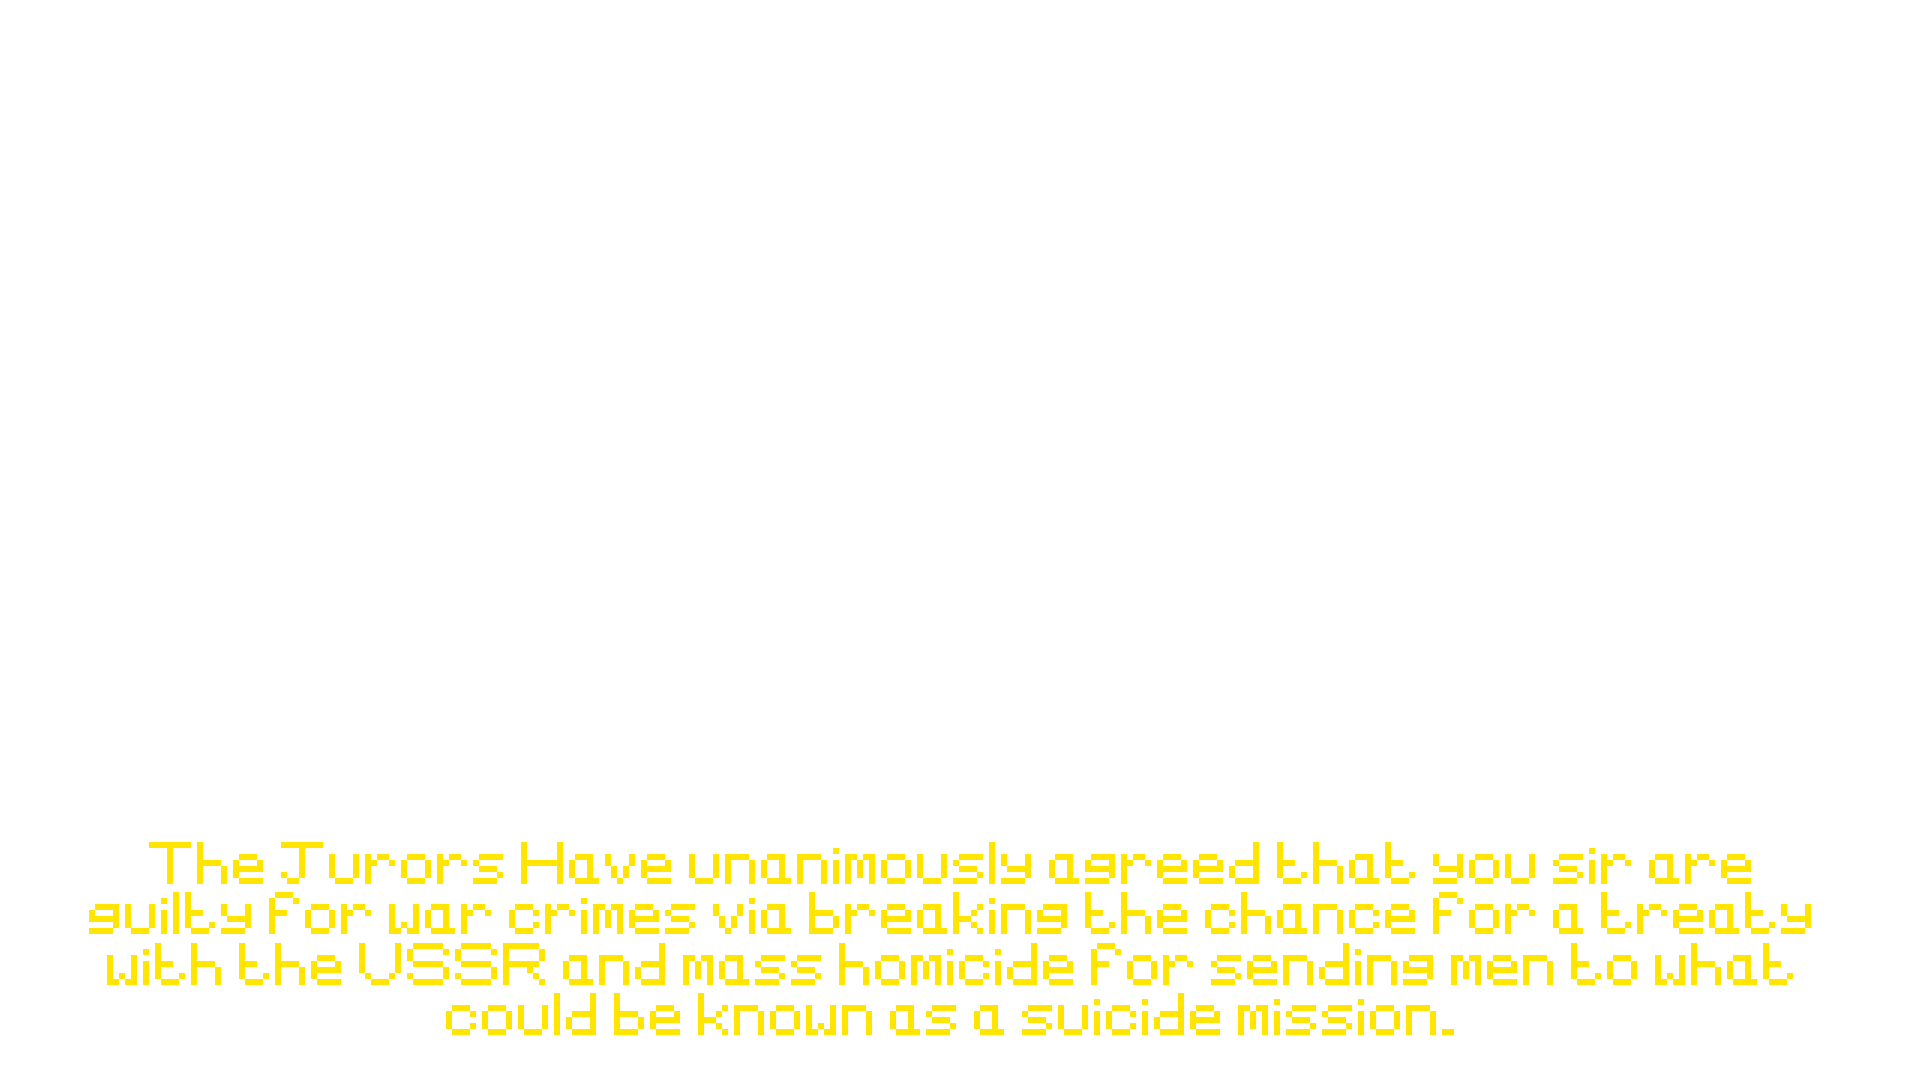 The Jurors Have unanimously agreed that you sir are
guilty for war crimes via breaking the chance for a treaty
with the USSR and mass homicide for sending men to what
could be known as a suicide mission.